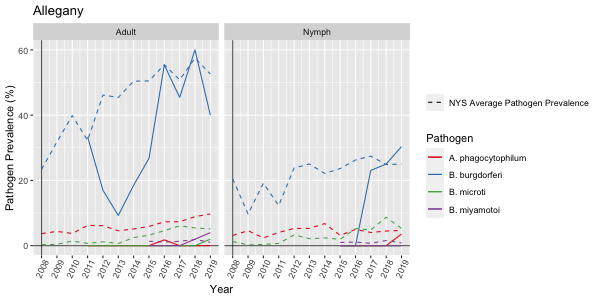 Allegany
Adult
Nymph
Pathogen Prevalence (%)
60
40
20
0
2008 2009 2010 2011 2012 2013 2014 2015 2016 2017 2018 2019
2008 2009 2010 2011 2012 2013 2014 2015 2016 2017 2018 2019
Year
NYS Average Pathogen Prevalence
Pathogen
A. phagocytophilum
B. burgdorferi
B. microti
B. miyamotoi